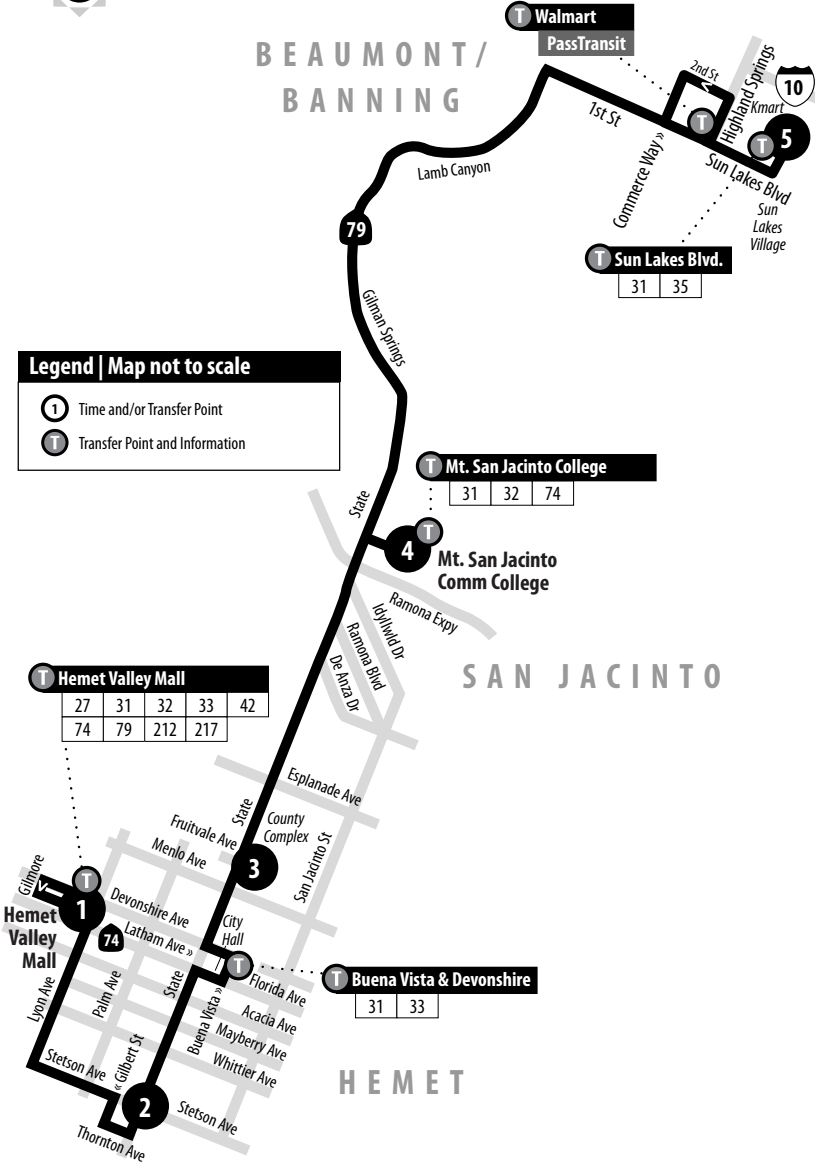 T Walmart
PassTransit
BEAUMONT/
BANNING
2nd St
Highland Springs
10
Kmart
1st St
T
T
5
Commerce Way »
Sun Lakes Blvd
Sun
Lakes
Village
Lamb Canyon
79
T Sun Lakes Blvd.
31 35
Gilman Springs
Legend | Map not to scale
1 Time and/or Transfer Point
T Transfer Point and Information
T Mt. San Jacinto College
31 32 74
State
T
4
Mt. San Jacinto
Comm College
Ramona Expy
Idyllwld Dr
Ramona Blvd
De Anza Dr
SAN JACINTO
T Hemet Valley Mall
27 31 32 33 42
74 79 212 217
Esplanade Ave
State
County
Complex
Fruitvale Ave
Menlo Ave
3
San Jacinto St
Gilmore
T
1
Hemet
Valley
Mall
Devonshire Ave
74
Latham Ave »
City
Hall
T
T Buena Vista & Devonshire
31 33
Florida Ave
Lyon Ave
Palm Ave
State
Buena Vista »
Acacia Ave
Mayberry Ave
Whittier Ave
HEMET
Stetson Ave
« Gilbert St
2
Stetson Ave
Thornton Ave